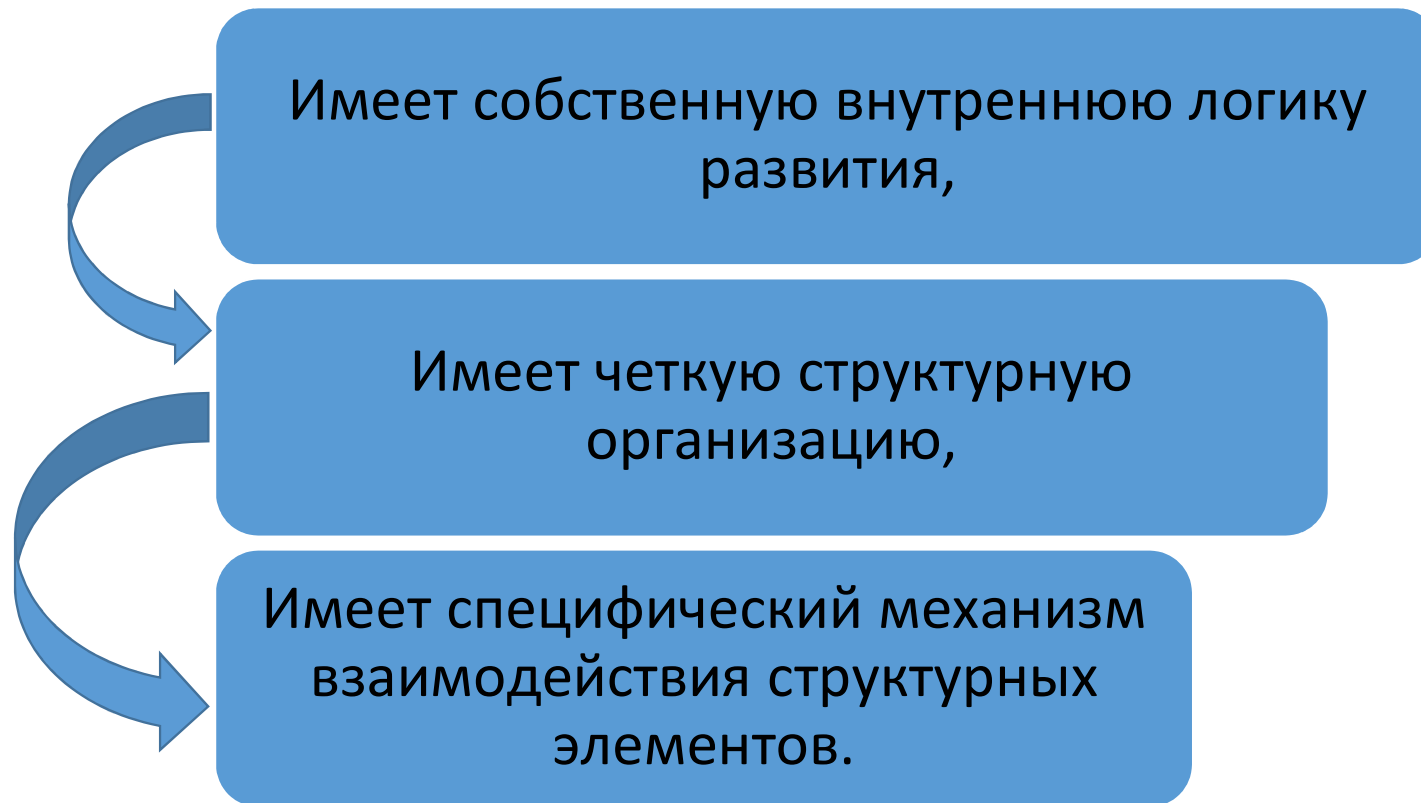 Имеет собственную внутреннюю логику
развития,
Имеет четкую структурную
организацию,
Имеет специфический механизм
взаимодействия структурных
элементов.